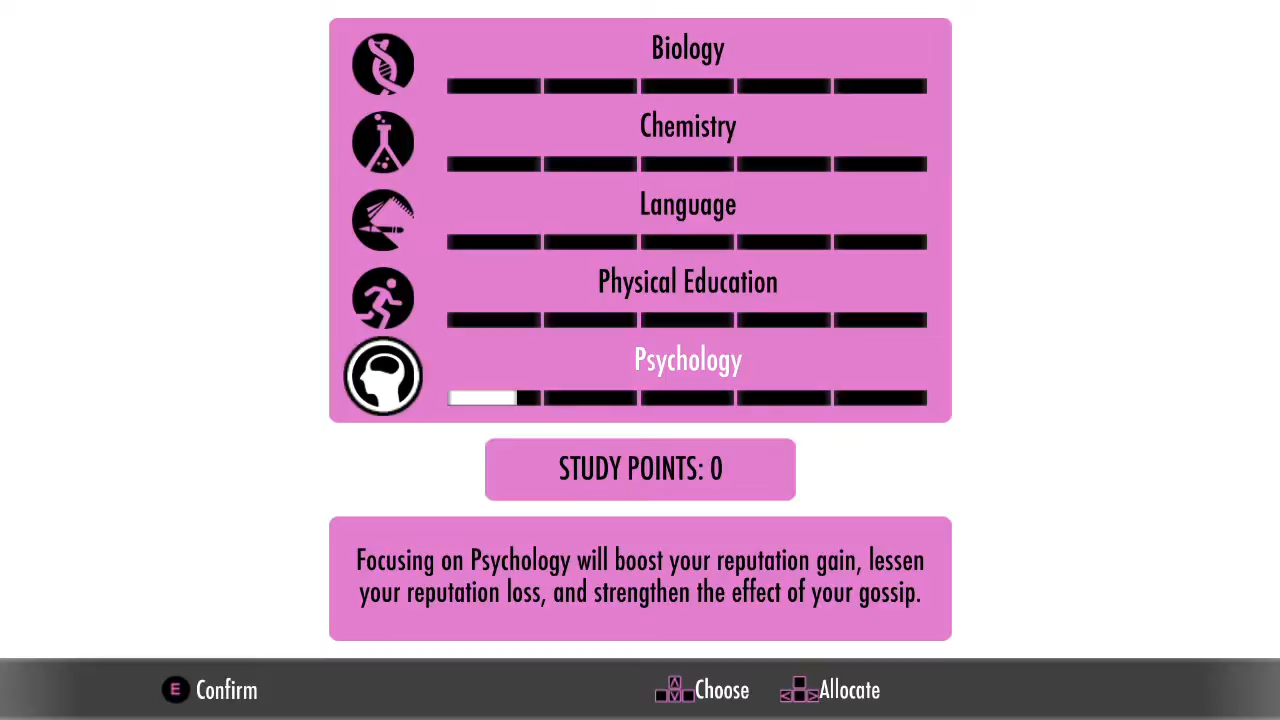 Biology
Chemistry
Language
Physical Education
Psychology
STUDY POINTS: 0
Focusing on Psychology will boost your reputation gain, lessen
your reputation loss, and strengthen the effect of your gossip.
E Confirm
Choose
Allocate